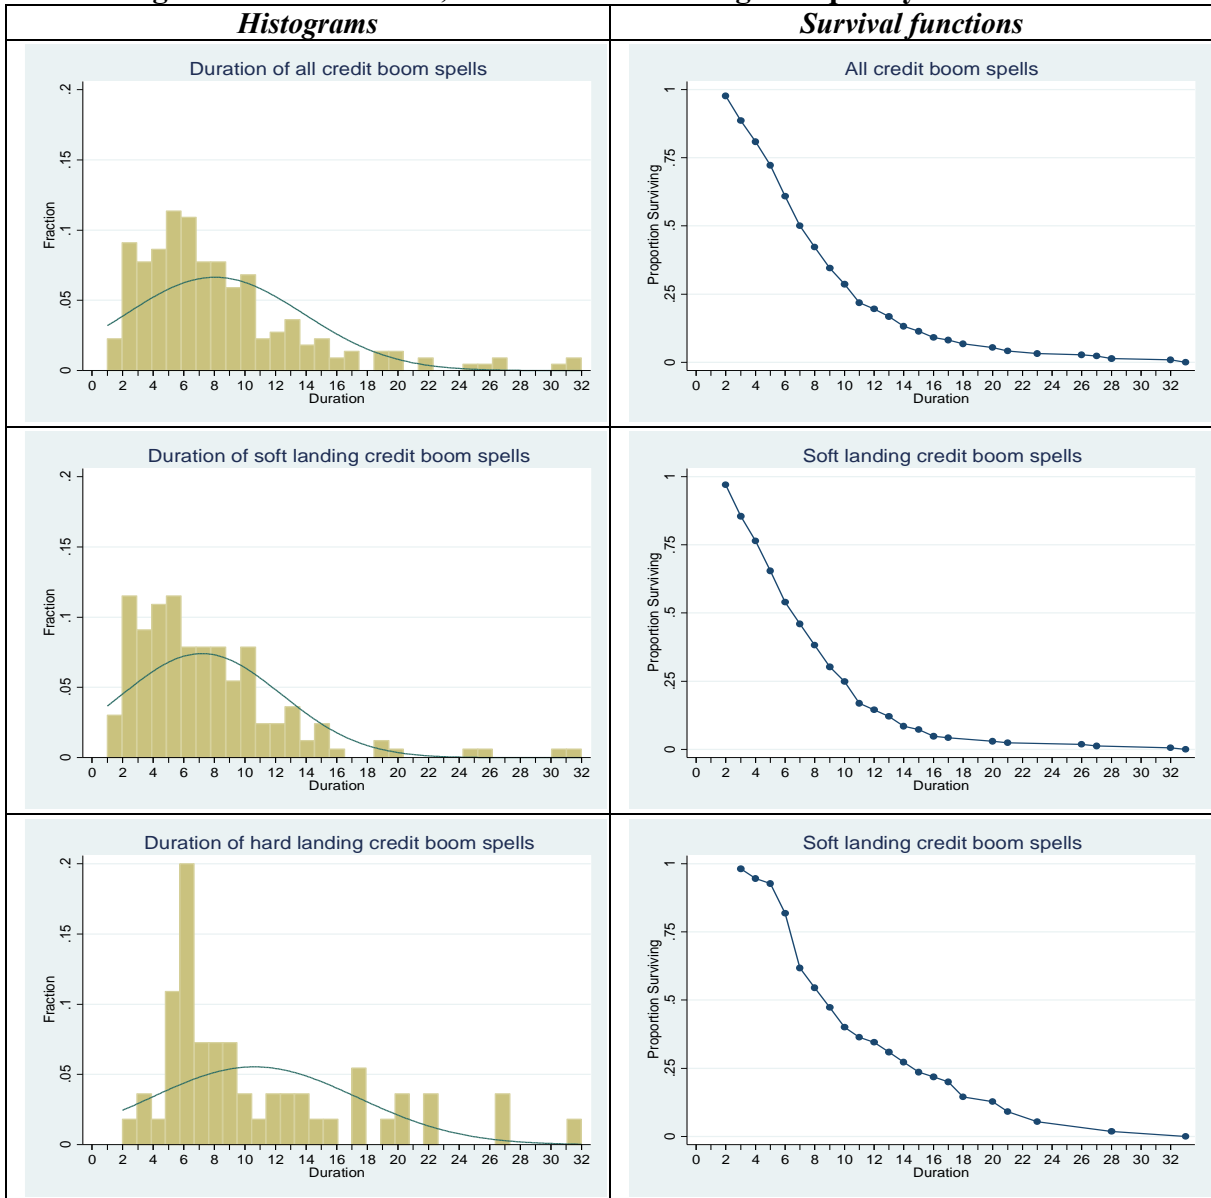 Histograms
Survival functions
Duration of all credit boom spells
Fraction
0 .05 .1 .15 .2
0 2 4 6 8 10 12 14 16 18 20 22 24 26 28 30 32
Duration
All credit boom spells
Proportion Surviving
0 .25 .5 .75 1
0 2 4 6 8 10 12 14 16 18 20 22 24 26 28 30 32
Duration
Duration of soft landing credit boom spells
Fraction
0 .05 .1 .15 .2
0 2 4 6 8 10 12 14 16 18 20 22 24 26 28 30 32
Duration
Soft landing credit boom spells
Proportion Surviving
0 .25 .5 .75 1
0 2 4 6 8 10 12 14 16 18 20 22 24 26 28 30 32
Duration
Duration of hard landing credit boom spells
Fraction
0 .05 .1 .15 .2
0 2 4 6 8 10 12 14 16 18 20 22 24 26 28 30 32
Duration
Soft landing credit boom spells
Proportion Surviving
0 .25 .5 .75 1
0 2 4 6 8 10 12 14 16 18 20 22 24 26 28 30 32
Duration